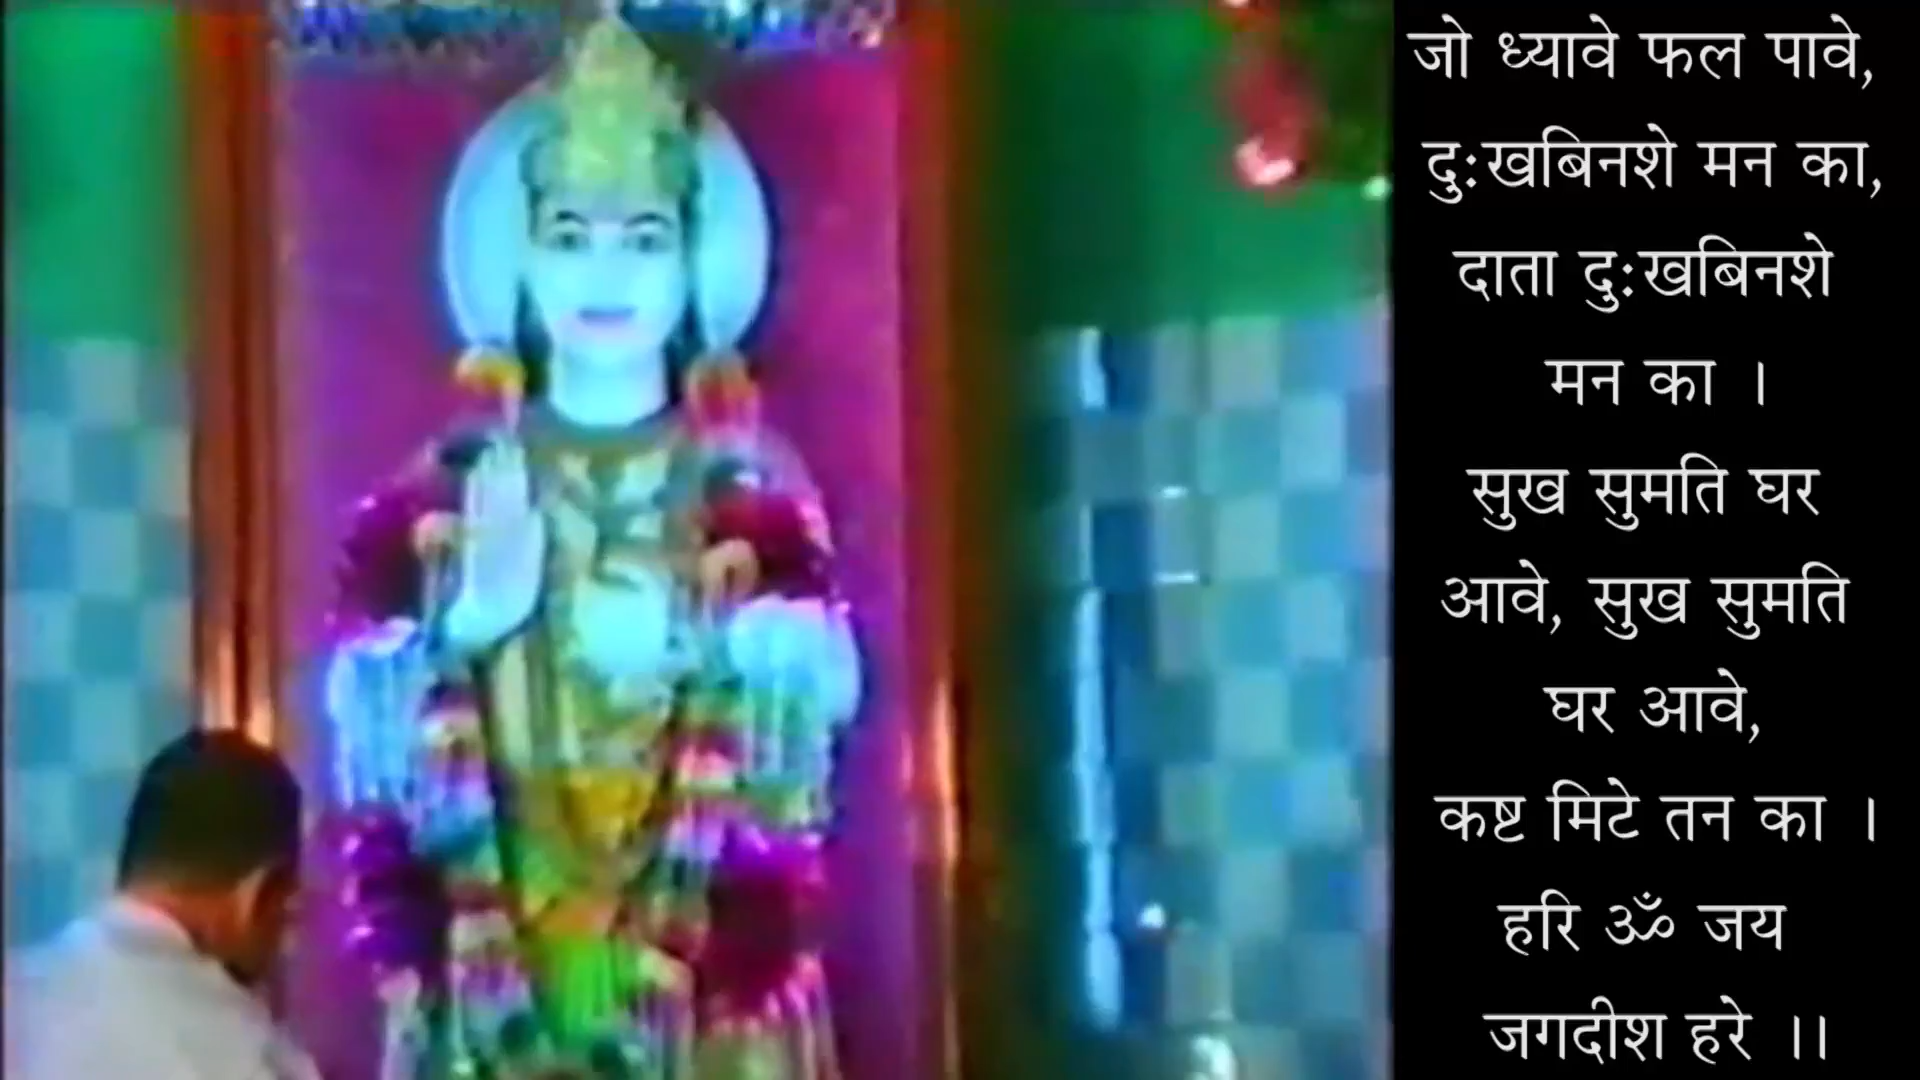 जो ध्यावे फल पावे,
दुःखबिनशे मन का,
दाता दुःखबिनशे
मन का ।
सुख सुमति घर
आवे, सुख सुमति
घर आवे,
कष्ट मिटे तन का ।
हरि ॐ जय
जगदीश हरे ।।